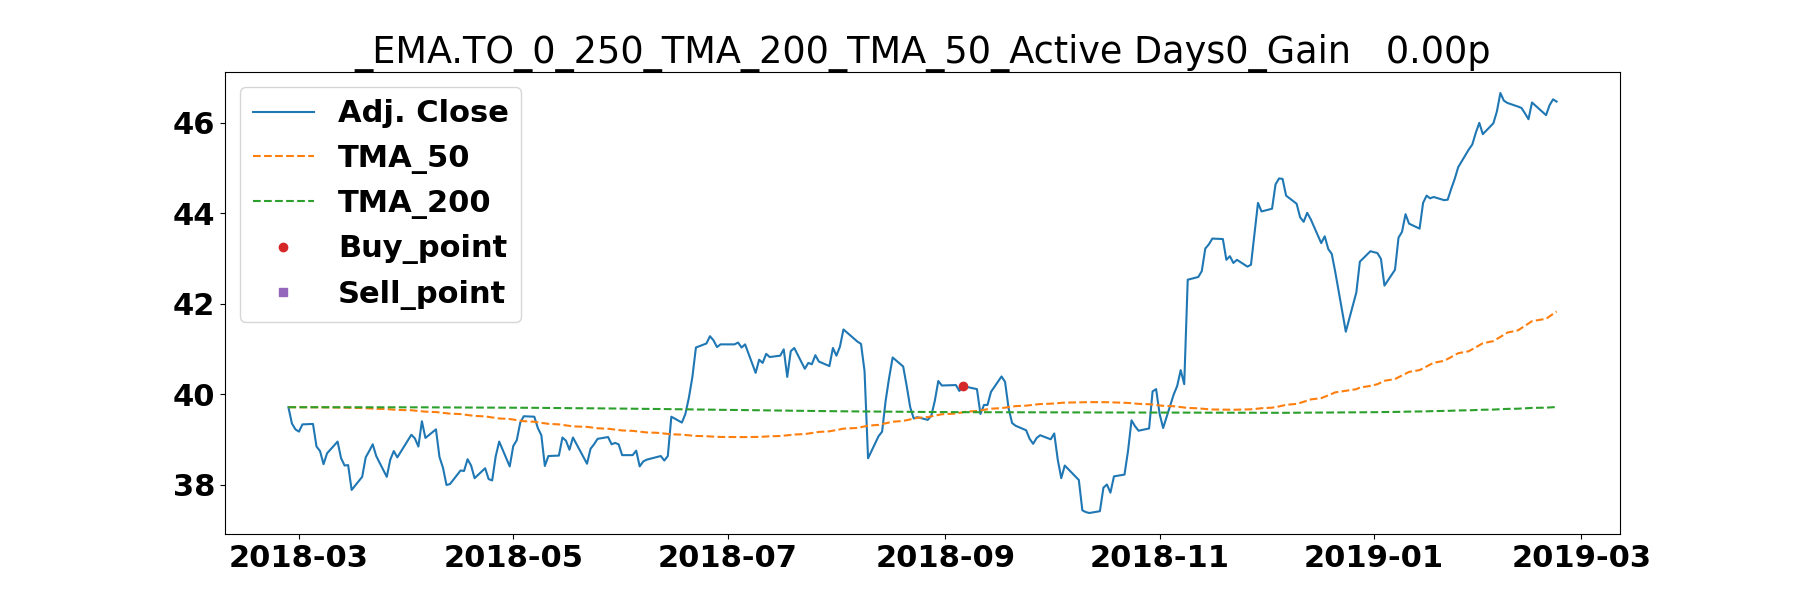 _EMA.TO_0_250_TMA_200_TMA_50_Active Days0_Gain   0.00p
Adj. Close
TMA_50
TMA_200
Buy_point
Sell_point
46
44
42
40
38
2018-03 2018-05 2018-07 2018-09 2018-11 2019-01 2019-03